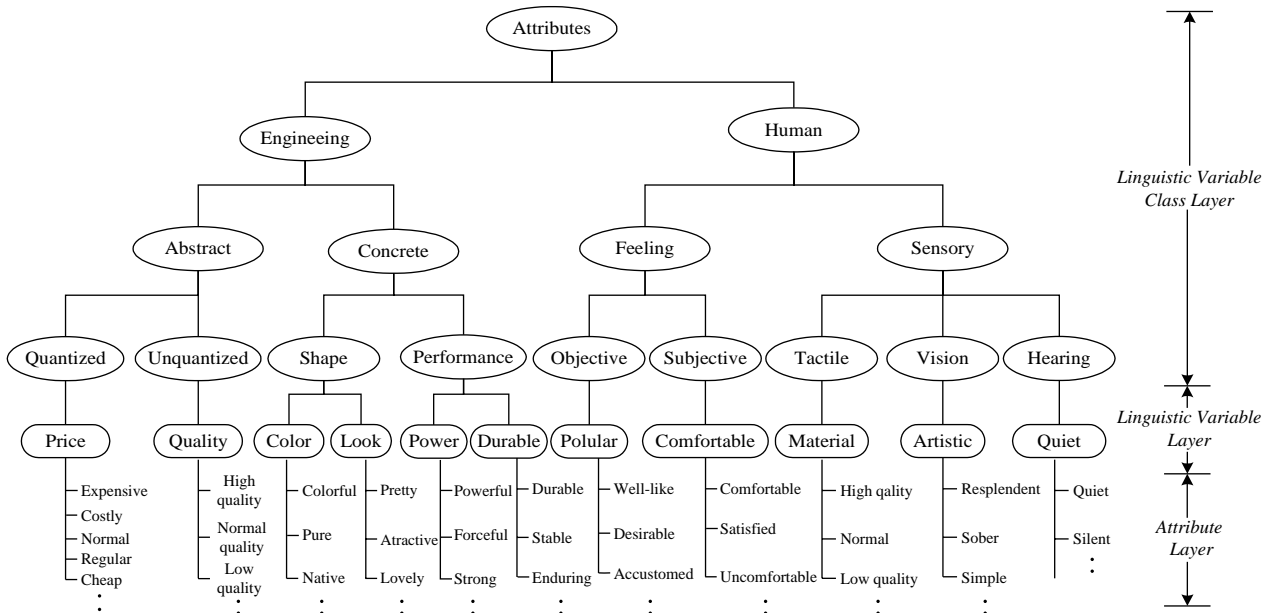 Attributes
Engineeing
Human
Linguistic Variable
Class Layer
Abstract
Concrete
Feeling
Sensory
Quantized
Unquantized
Shape
Performance
Objective
Subjective
Tactile
Vision
Hearing
Linguistic Variable
Layer
Price
Quality
Color
Look
Power
Durable
Polular
Comfortable
Material
Artistic
Quiet
Expensive
Costly
Normal
Regular
Cheap
High
quality
Normal
quality
Low
quality
Colorful
Pure
Native
Pretty
Atractive
Lovely
Powerful
Forceful
Strong
Durable
Stable
Enduring
Well-like
Desirable
Accustomed
Comfortable
Satisfied
Uncomfortable
High qality
Normal
Low quality
Resplendent
Sober
Simple
Quiet
Silent
Attribute
Layer